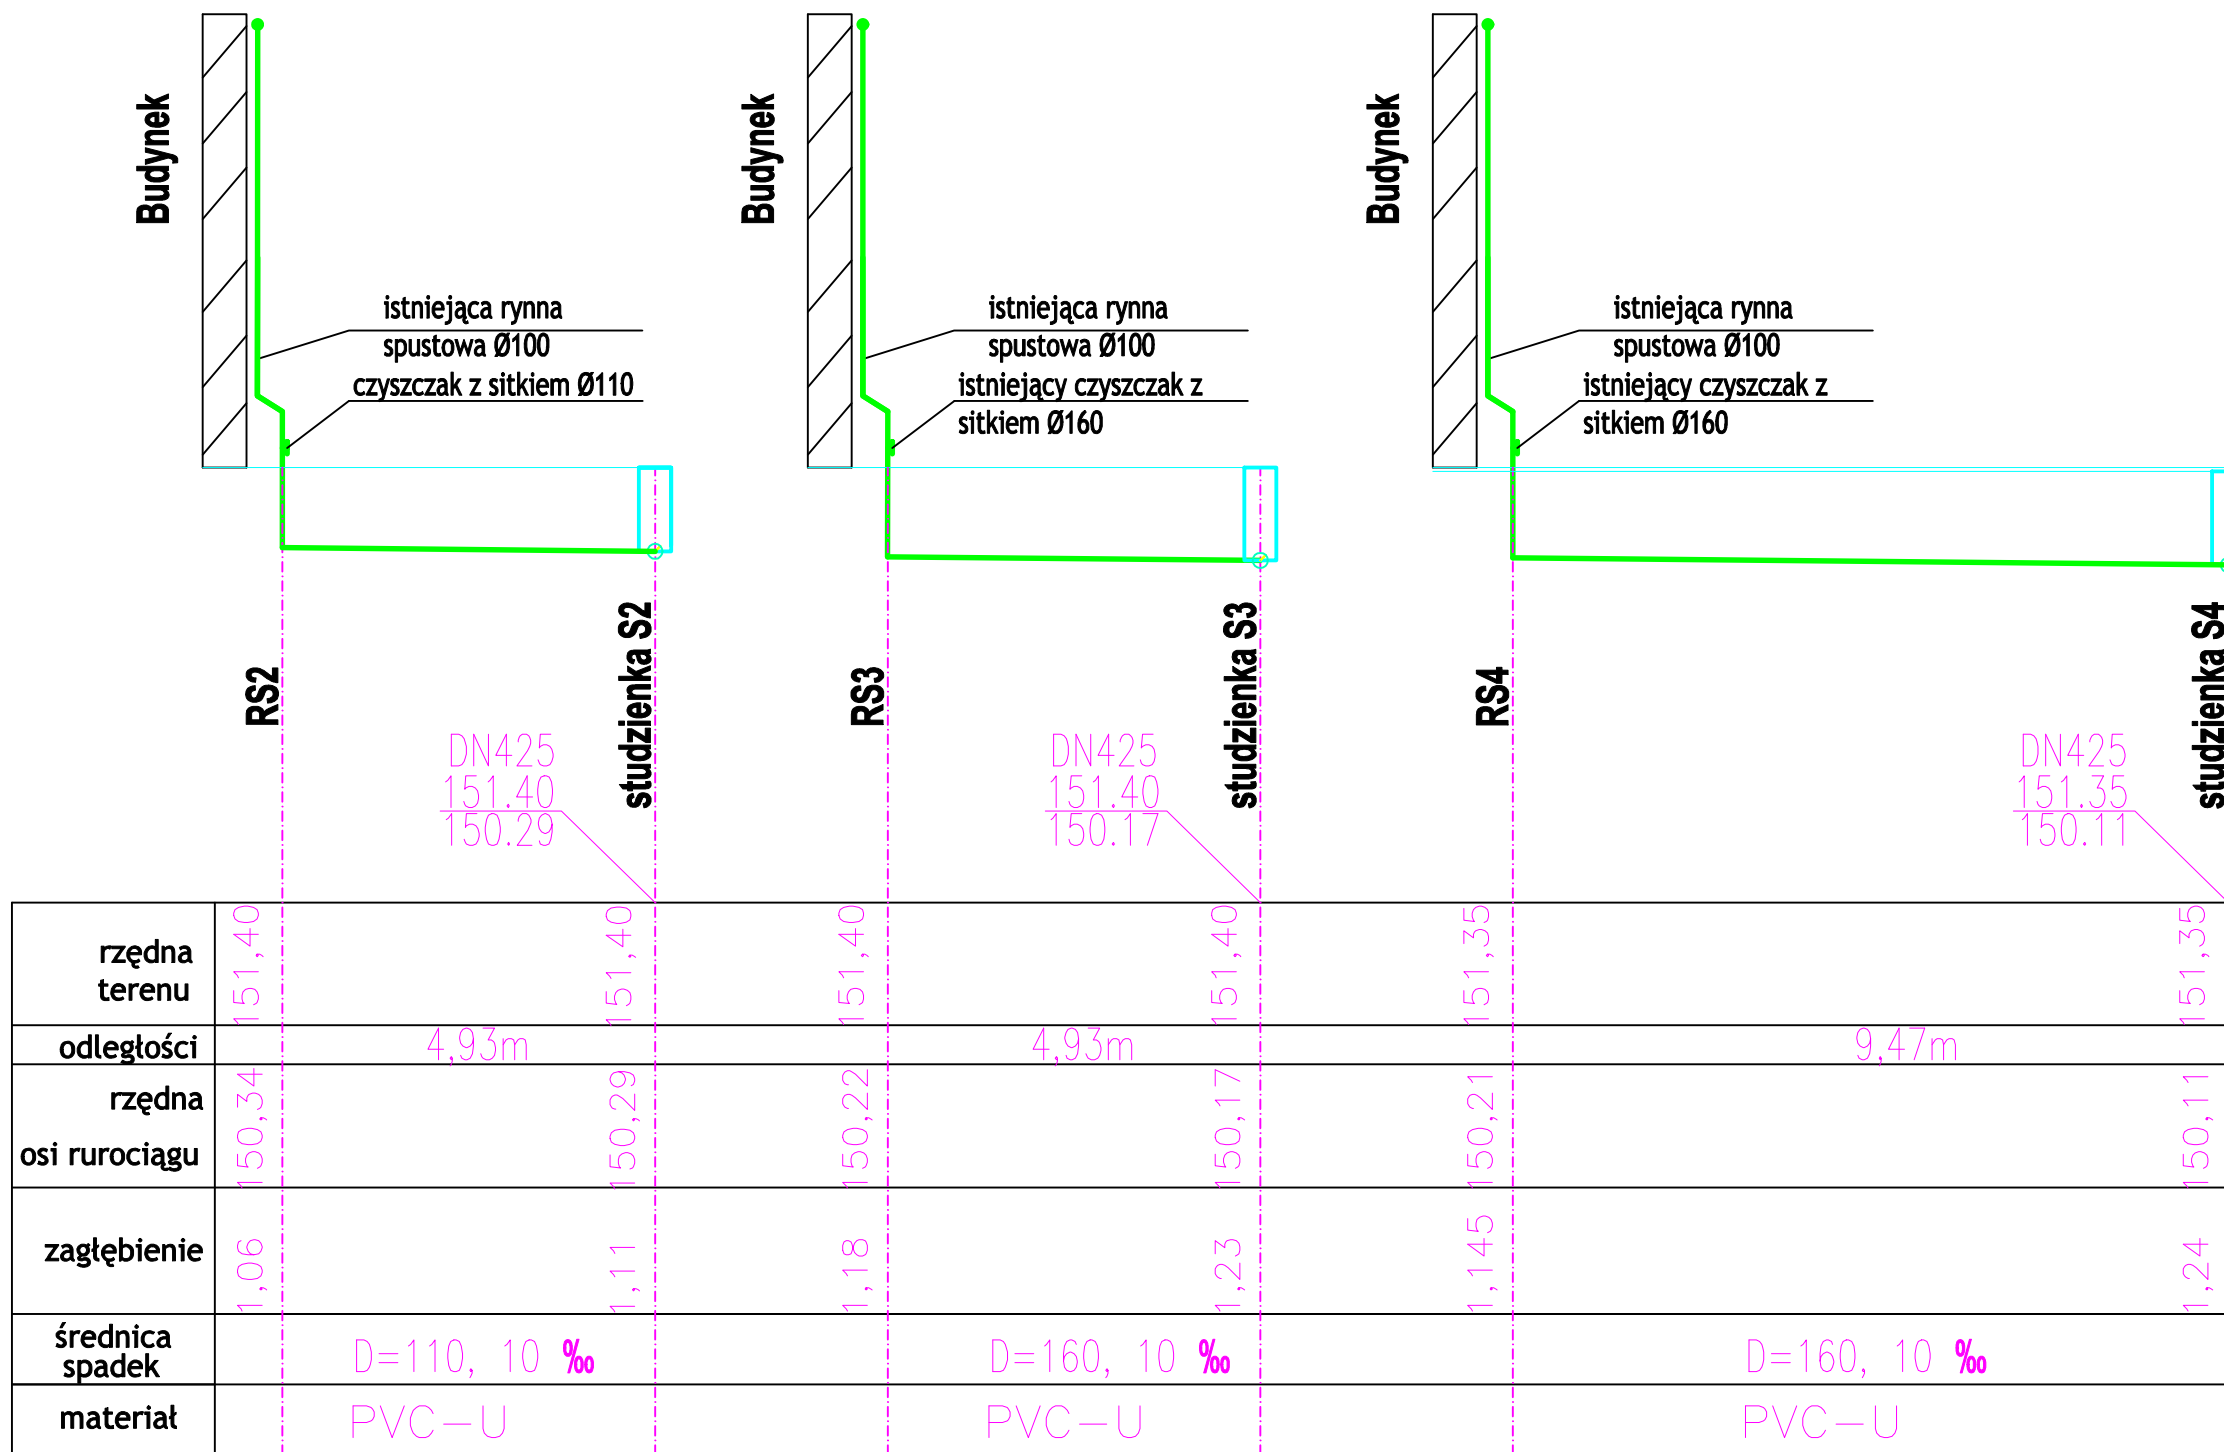 Budynek
Budynek
Budynek
istniejąca rynna
spustowa Ø100
czyszczak z sitkiem Ø110
istniejąca rynna
spustowa Ø100
istniejący czyszczak z
sitkiem Ø160
istniejąca rynna
spustowa Ø100
istniejący czyszczak z
sitkiem Ø160
RS2
studzienka S2
RS3
studzienka S3
RS4
studzienka S4
DN425
151.40
150.29
DN425
151.40
150.17
DN425
151.35
150.11
rzędna
terenu
151,40
151,40
151,40
151,40
151,35
151,35
odległości
4,93m
4,93m
9,47m
rzędna
osi rurociągu
150,34
150,29
150,22
150,17
150,21
150,11
zagłębienie
1,06
1,11
1,18
1,23
1,145
1,24
średnica
spadek
D=110, 10 ‰
D=160, 10 ‰
D=160, 10 ‰
materiał
PVC-U
PVC-U
PVC-U